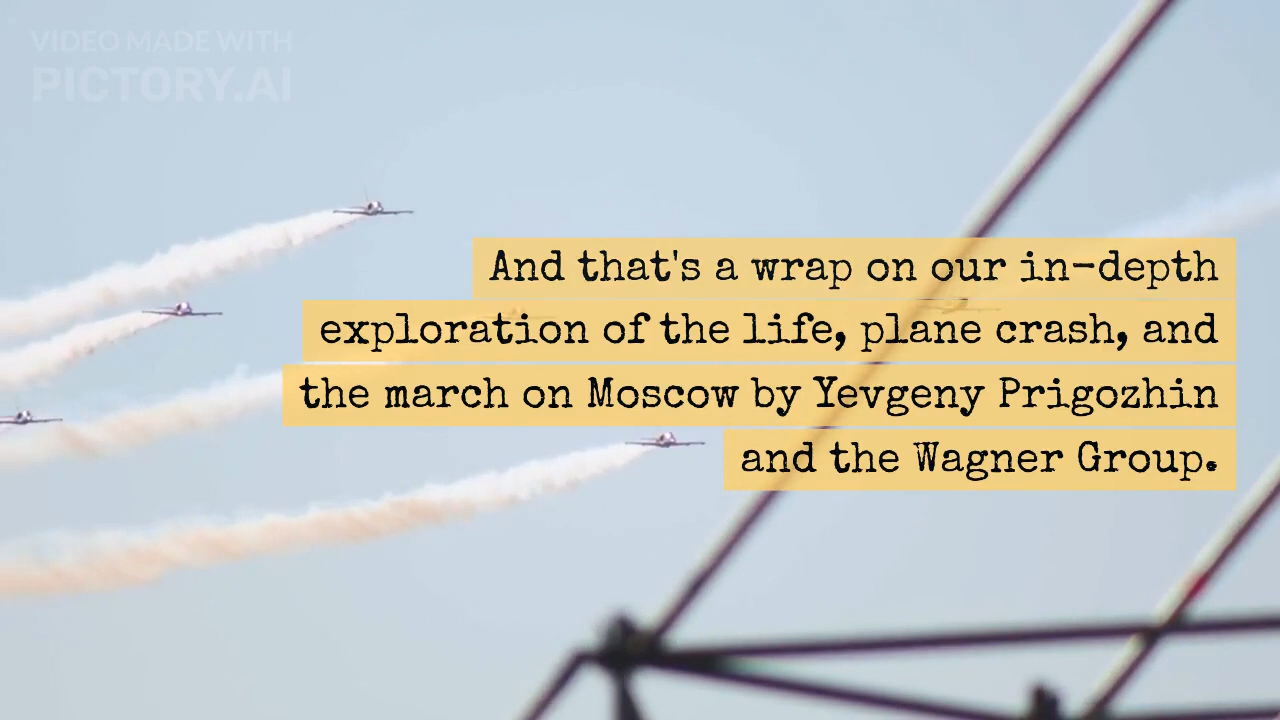 VIDEO MADE WITH
PICTORY.AI
And that's a wrap on our in-depth
exploration of the life, plane crash, and
the march on Moscow by Yevgeny Prigozhin
and the Wagner Group.